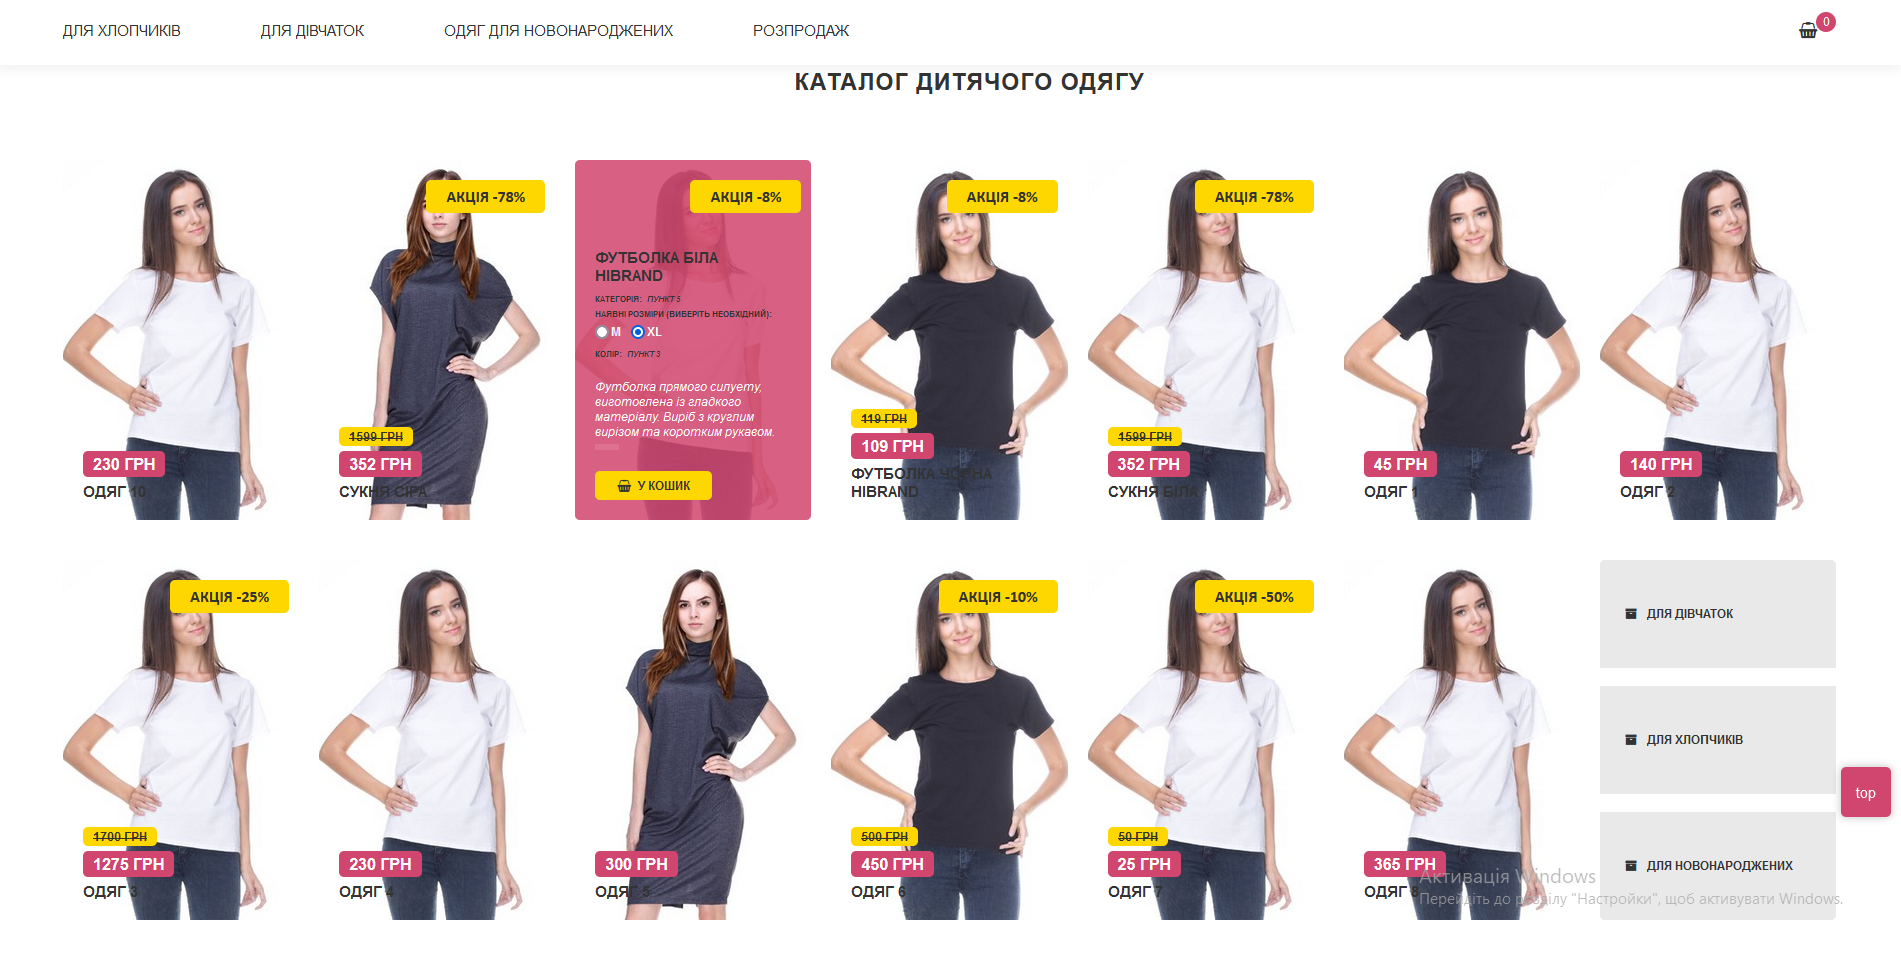 ДЛЯ ХЛОПЧИКІВ
ДЛЯ ДІВЧАТОК
ОДЯГ ДЛЯ НОВОНАРОДЖЕНИХ
РОЗПРОДАЖ
0
КАТАЛОГ ДИТЯЧОГО ОДЯГУ
230 ГРН
ОДЯГ 10
АКЦІЯ -78%
1599 ГРН
352 ГРН
СУКНЯ СІРА
АКЦІЯ -8%
ФУТБОЛКА БІЛА
HIBRAND
КАТЕГОРІЯ: ПУНКТ 5
НАЯВНІ РОЗМІРИ (ВИБЕРІТЬ НЕОБХІДНИЙ):
M XL
КОЛІР: ПУНКТ 3
Футболка прямого силуету,
виготовлена із гладкого
матеріалу. Виріб з круглим
вирізом та коротким рукавом.
У КОШИК
АКЦІЯ -8%
119 ГРН
109 ГРН
ФУТБОЛКА ЧОРНА
HIBRAND
АКЦІЯ -78%
1599 ГРН
352 ГРН
СУКНЯ БІЛА
45 ГРН
ОДЯГ 1
140 ГРН
ОДЯГ 2
АКЦІЯ -25%
1700 ГРН
1275 ГРН
ОДЯГ 3
230 ГРН
ОДЯГ 4
300 ГРН
ОДЯГ 5
АКЦІЯ -10%
500 ГРН
450 ГРН
ОДЯГ 6
АКЦІЯ -50%
50 ГРН
25 ГРН
ОДЯГ 7
365 ГРН
ОДЯГ 8
ДЛЯ ДІВЧАТОК
ДЛЯ ХЛОПЧИКІВ
ДЛЯ НОВОНАРОДЖЕНИХ
top
Активація Windows
Перейдіть до розділу "Настройки", щоб активувати Windows.